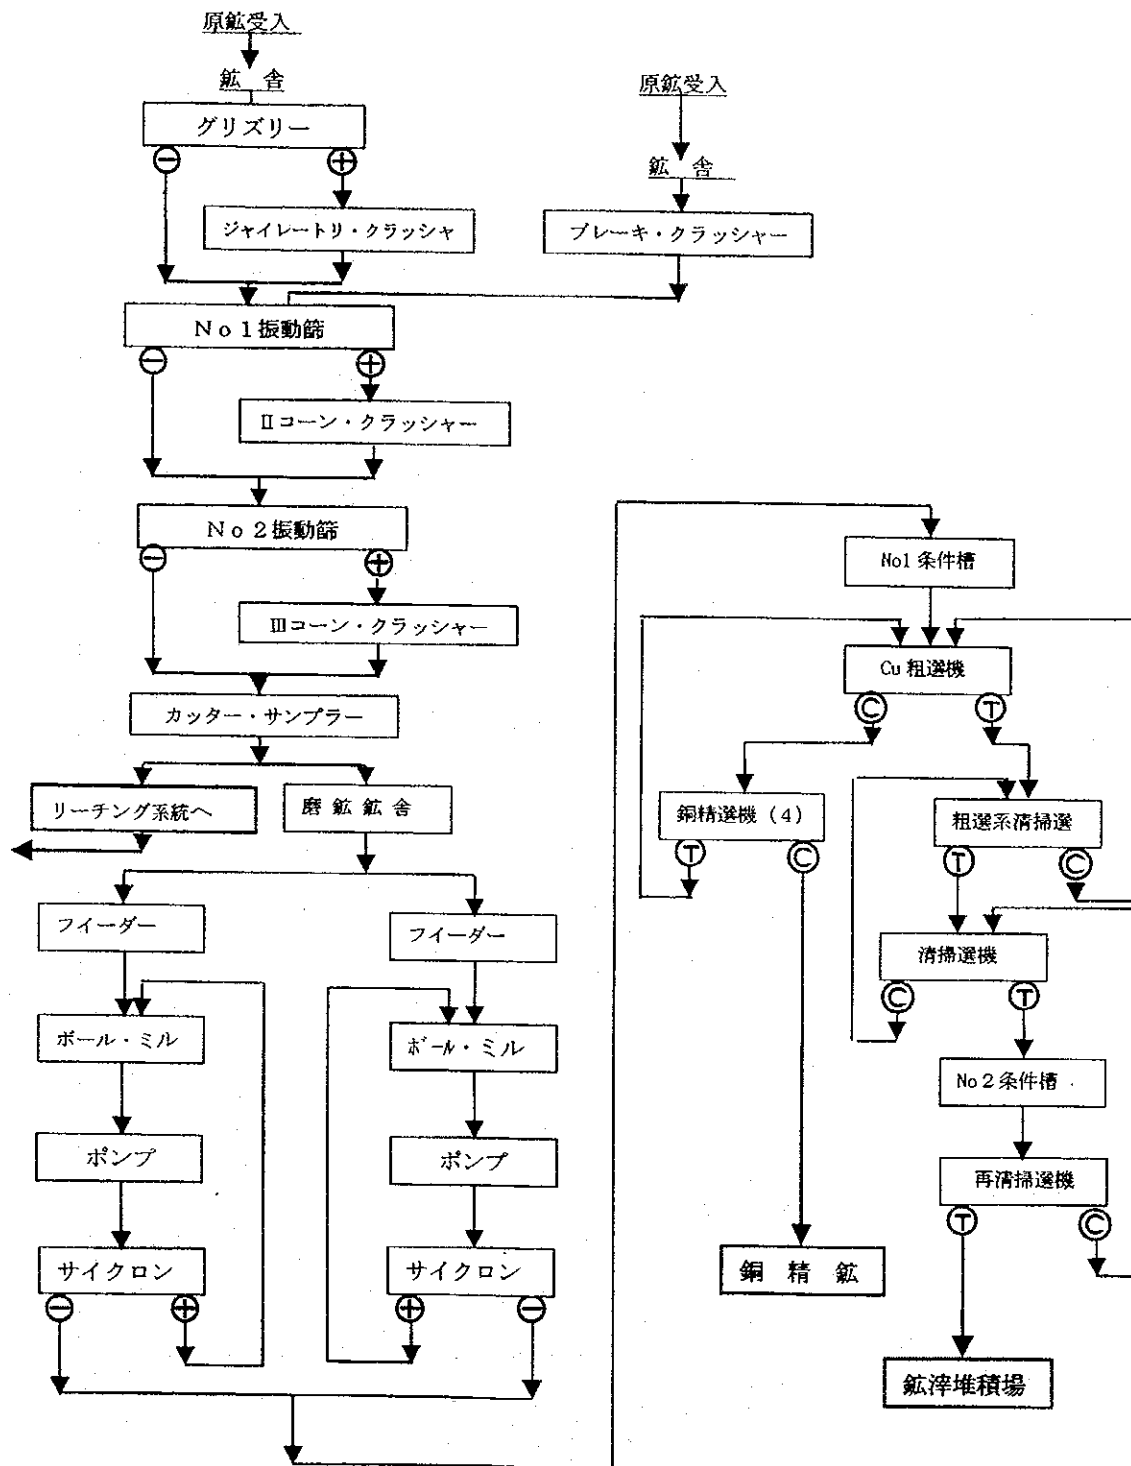 原鉱受入
鉱 舎
グリズリー
⊖ ⊕
ジャイレートリ・クラッシャ
原鉱受入
鉱 舎
ブレーキ・クラッシャー
No1振動篩
⊖ ⊕
Ⅱコーン・クラッシャー
No2振動篩
⊖ ⊕
Ⅲコーン・クラッシャー
カッター・サンプラー
リーチング系統へ
磨鉱鉱舎
フイーダー
フイーダー
ボール・ミル
ボール・ミル
ポンプ
ポンプ
サイクロン
サイクロン
⊖ ⊕
⊕ ⊖
No1条件槽
Cu粗選機
Ⓒ Ⓣ
銅精選機(4)
Ⓣ Ⓒ
粗選系清掃選
Ⓣ Ⓒ
清掃選機
Ⓒ Ⓣ
No2条件槽
再清掃選機
Ⓣ Ⓒ
銅 精 鉱
鉱滓堆積場